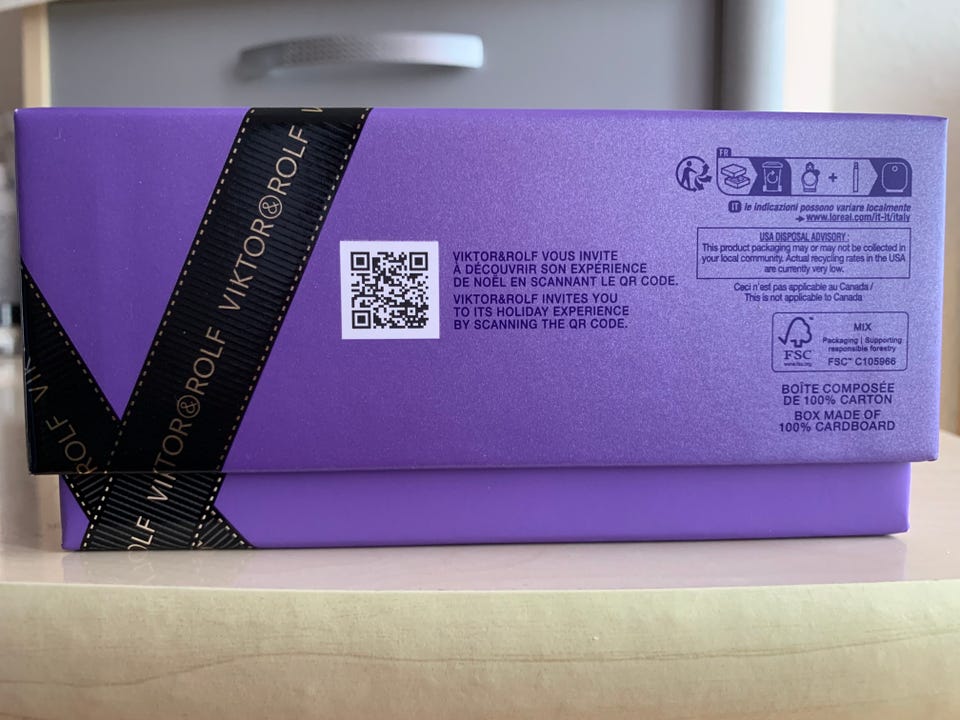 VIKTOR&ROLF V
VIKTOR&ROLF
OLF
ROLF VIK
VIKTOR&ROLF VOUS INVITE
À DÉCOUVRIR SON EXPÉRIENCE
DE NOËL EN SCANNANT LE QR CODE.
VIKTOR&ROLF INVITES YOU
TO ITS HOLIDAY EXPERIENCE
BY SCANNING THE QR CODE.
FR
+
IT le indicazioni possono variare localmente
www.loreal.com/it-it/italy
USA DISPOSAL ADVISORY :
This product packaging may or may not be collected in
your local community. Actual recycling rates in the USA
are currently very low.
Ceci n'est pas applicable au Canada /
This is not applicable to Canada
FSC
www.fsc.org
MIX
Packaging | Supporting
responsible forestry
FSC™ C105966
BOÎTE COMPOSÉE
DE 100% CARTON
BOX MADE OF
100% CARDBOARD